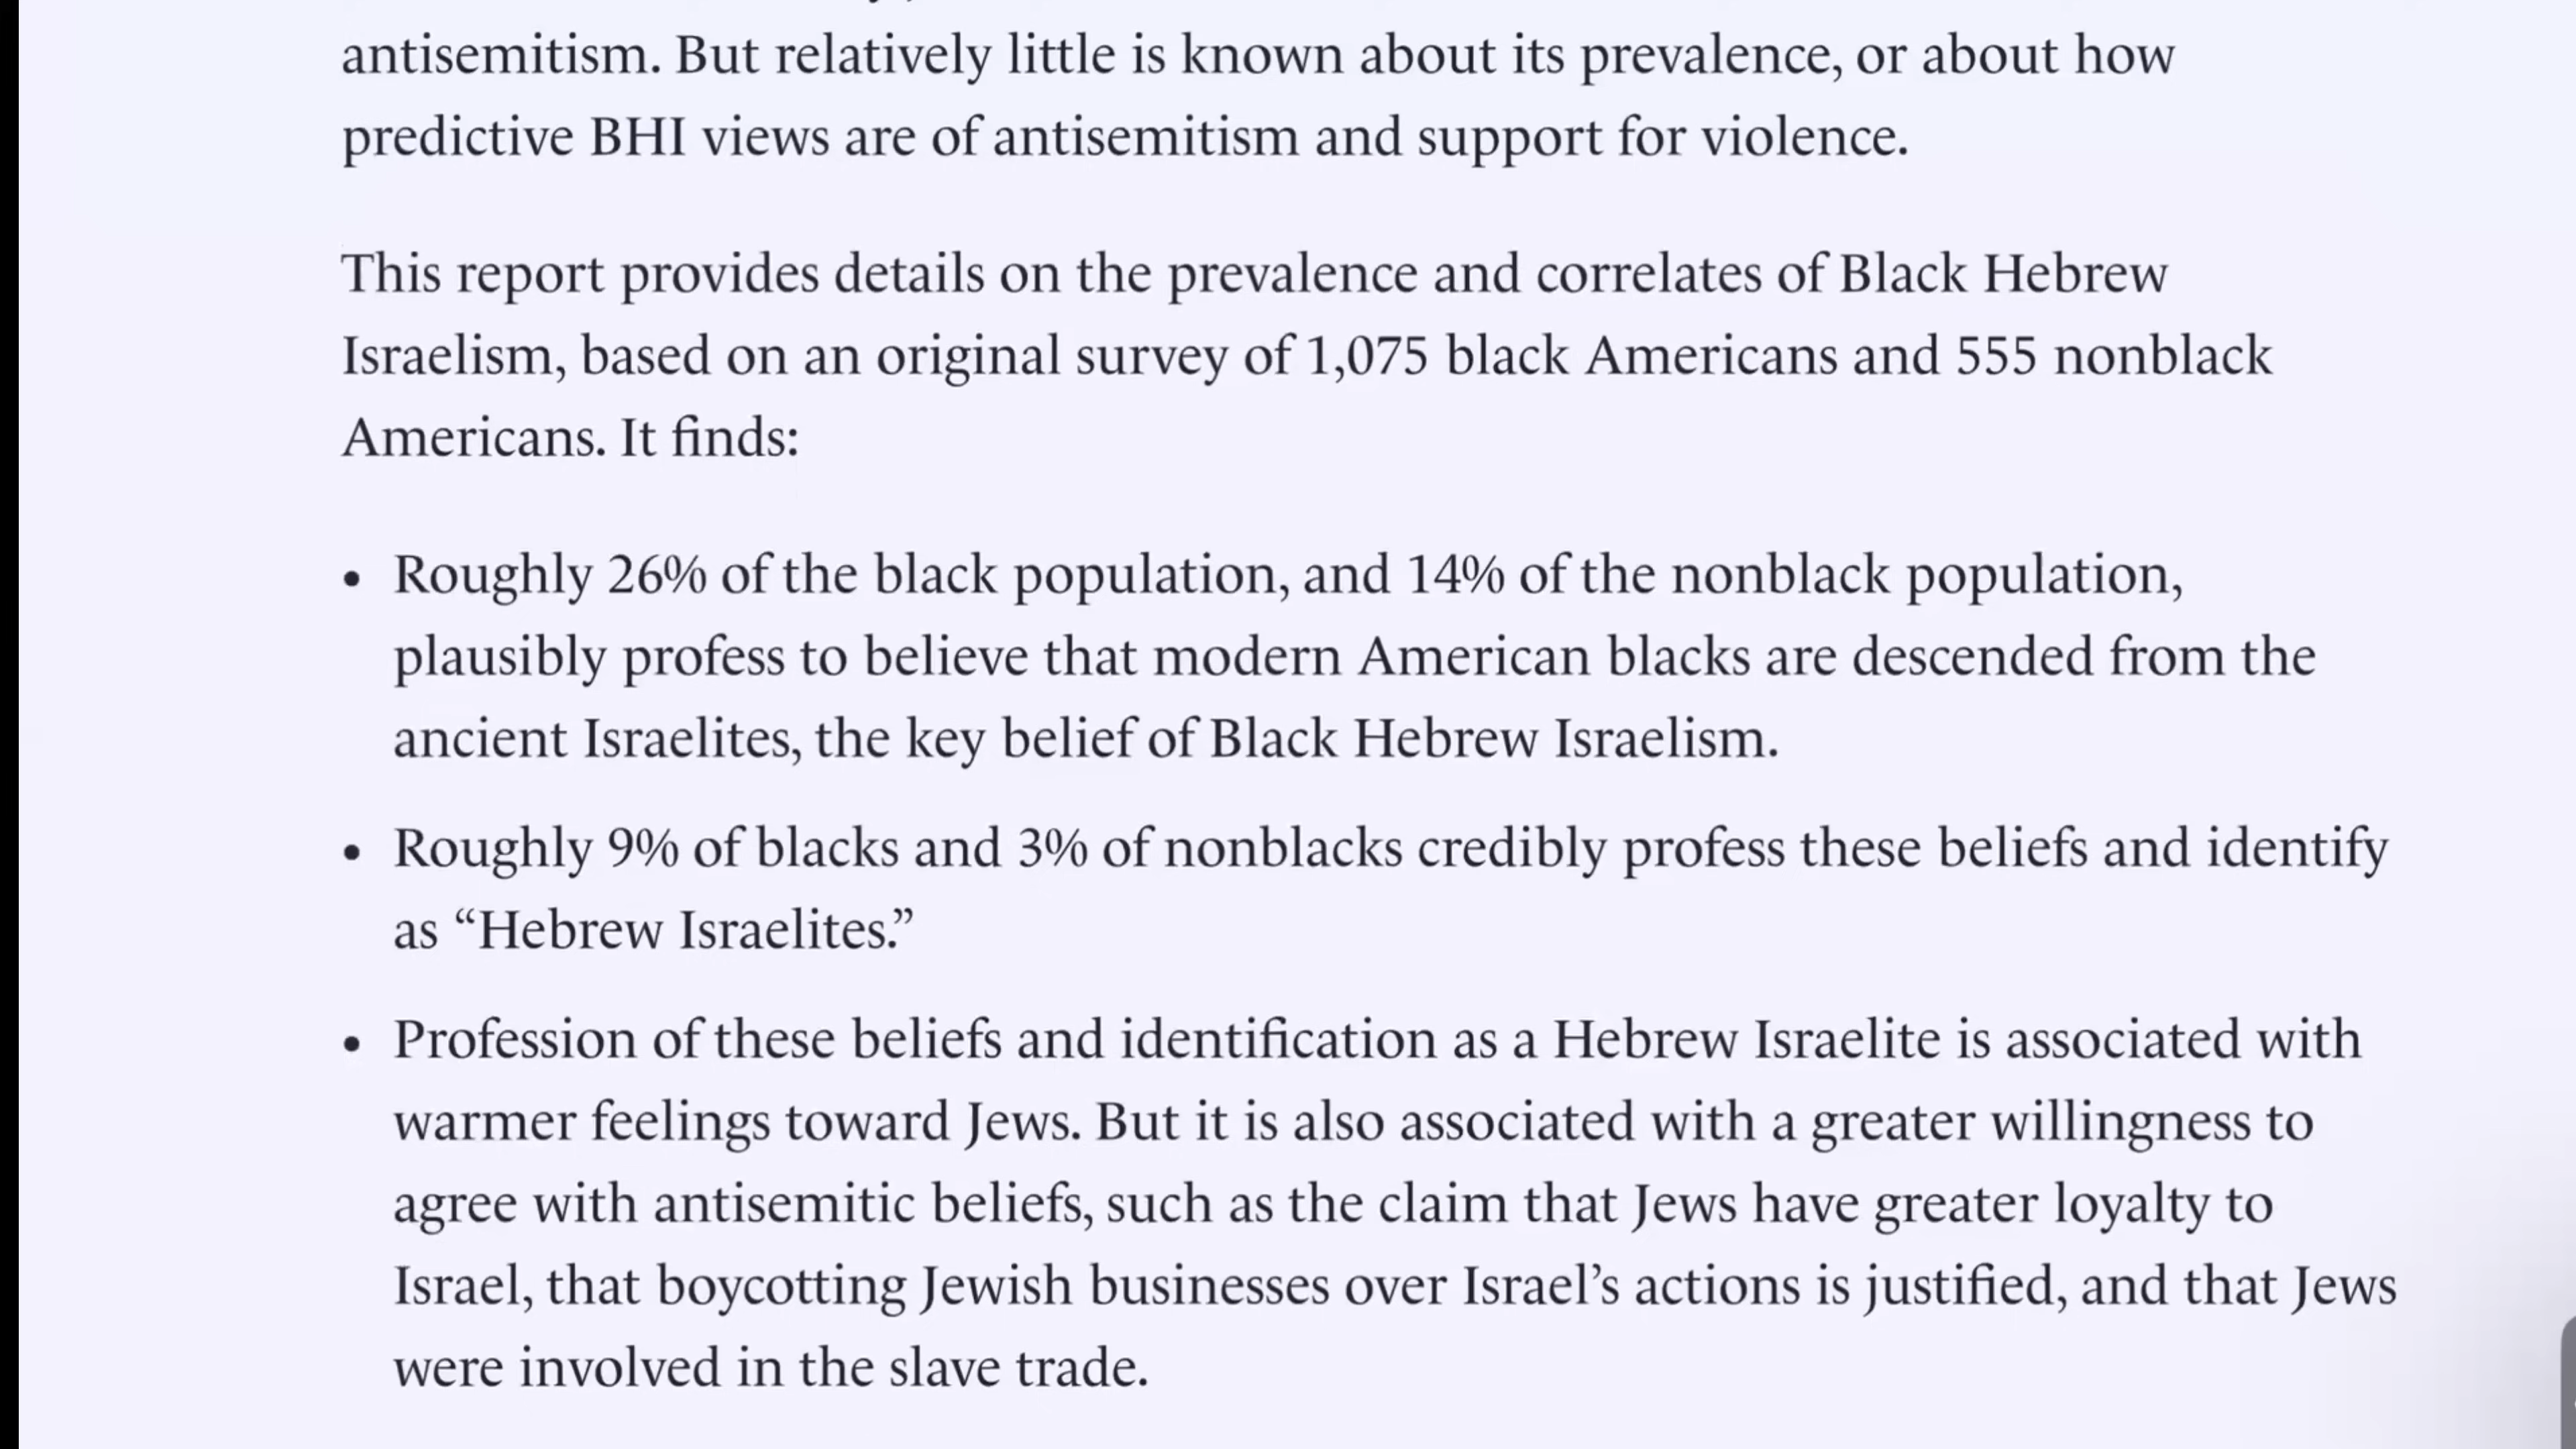 antisemitism. But relatively little is known about its prevalence, or about how
predictive BHI views are of antisemitism and support for violence.
This report provides details on the prevalence and correlates of Black Hebrew
Israelism, based on an original survey of 1,075 black Americans and 555 nonblack
Americans. It finds:
• Roughly 26% of the black population, and 14% of the nonblack population,
plausibly profess to believe that modern American blacks are descended from the
ancient Israelites, the key belief of Black Hebrew Israelism.
• Roughly 9% of blacks and 3% of nonblacks credibly profess these beliefs and identify
as “Hebrew Israelites.”
• Profession of these beliefs and identification as a Hebrew Israelite is associated with
warmer feelings toward Jews. But it is also associated with a greater willingness to
agree with antisemitic beliefs, such as the claim that Jews have greater loyalty to
Israel, that boycotting Jewish businesses over Israel’s actions is justified, and that Jews
were involved in the slave trade.